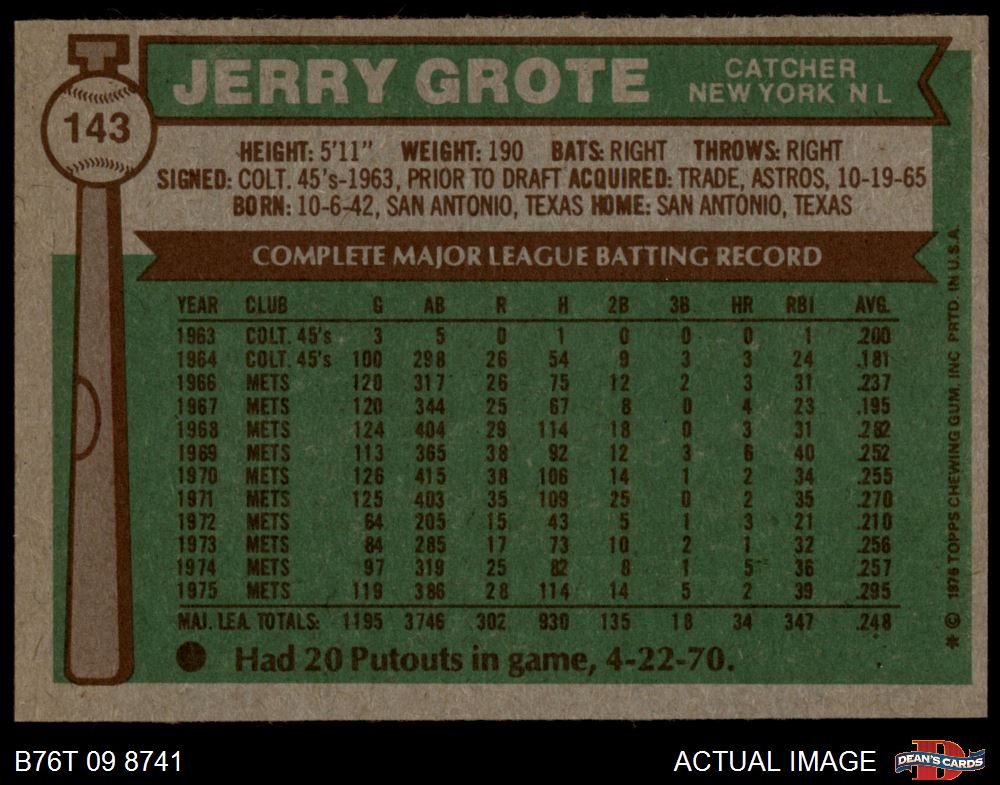 JERRY GROTE
CATCHER
NEW YORK N L
143
HEIGHT: 5'11" WEIGHT: 190 BATS: RIGHT THROWS: RIGHT
SIGNED: COLT. 45's-1963, PRIOR TO DRAFT ACQUIRED: TRADE, ASTROS, 10-19-65
BORN: 10-6-42, SAN ANTONIO, TEXAS HOME: SAN ANTONIO, TEXAS
COMPLETE MAJOR LEAGUE BATTING RECORD
YEAR CLUB G AB R H 2B 3B HR RBI AVG.
1963 COLT. 45's 3 5 0 1 0 0 0 1 .200
1964 COLT. 45's 100 298 26 54 9 3 3 24 .181
1966 METS 120 317 26 75 12 2 3 31 .237
1967 METS 120 344 25 67 8 0 4 23 .195
1968 METS 124 404 29 114 18 0 3 31 .282
1969 METS 113 365 38 92 12 3 6 40 .252
1970 METS 126 415 38 106 14 1 2 34 .255
1971 METS 125 403 35 109 25 0 2 35 .270
1972 METS 64 205 15 43 5 1 3 21 .210
1973 METS 84 285 17 73 10 2 1 32 .256
1974 METS 97 319 25 82 8 1 5 36 .257
1975 METS 119 386 28 114 14 5 2 39 .295
MAJ. LEA. TOTALS: 1195 3746 302 930 135 18 34 347 .248
Had 20 Putouts in game, 4-22-70.
* © 1976 TOPPS CHEWING GUM, INC PRTD. IN U.S.A.
B76T 09 8741
ACTUAL IMAGE
D
DEAN'S CARDS